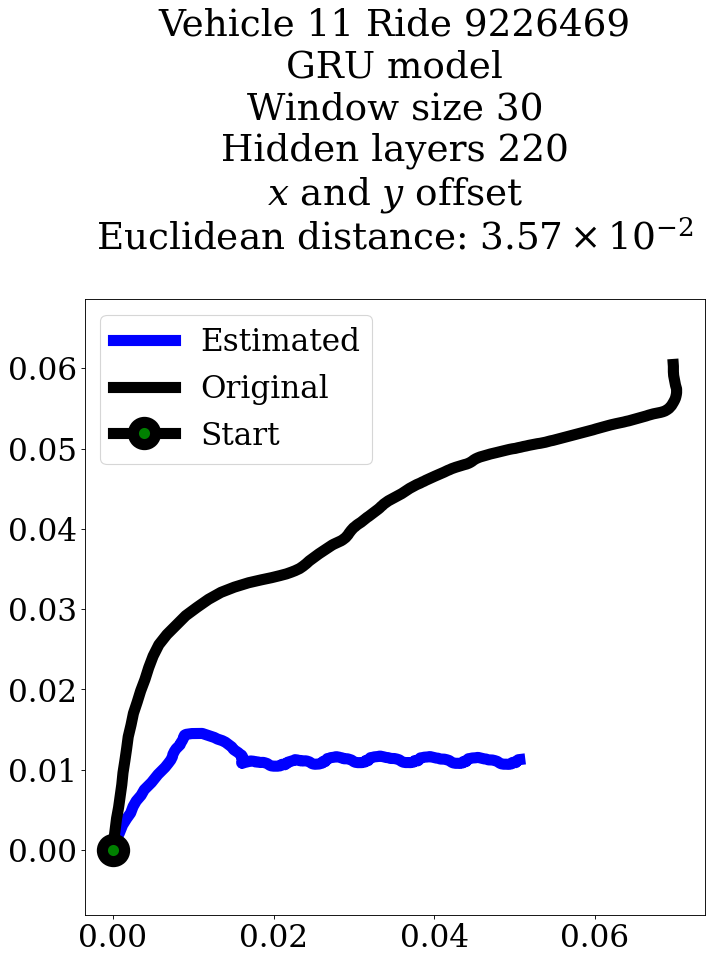 Vehicle 11 Ride 9226469
GRU model
Window size 30
Hidden layers 220
x and y offset
Euclidean distance: 3.57 × 10⁻²
Estimated
Original
Start
0.06
0.05
0.04
0.03
0.02
0.01
0.00
0.00 0.02 0.04 0.06